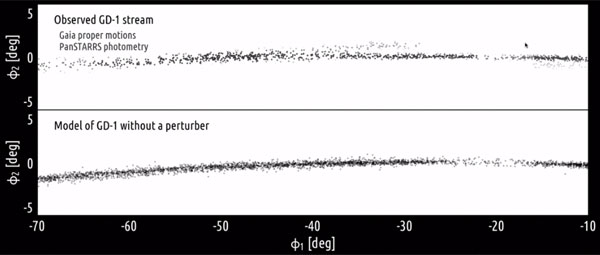 5
Observed GD-1 stream
Gaia proper motions
PanSTARRS photometry
0
ϕ₂ [deg]
-5
5
Model of GD-1 without a perturber
0
ϕ₂ [deg]
-5
-70 -60 -50 -40 -30 -20 -10
ϕ₁ [deg]